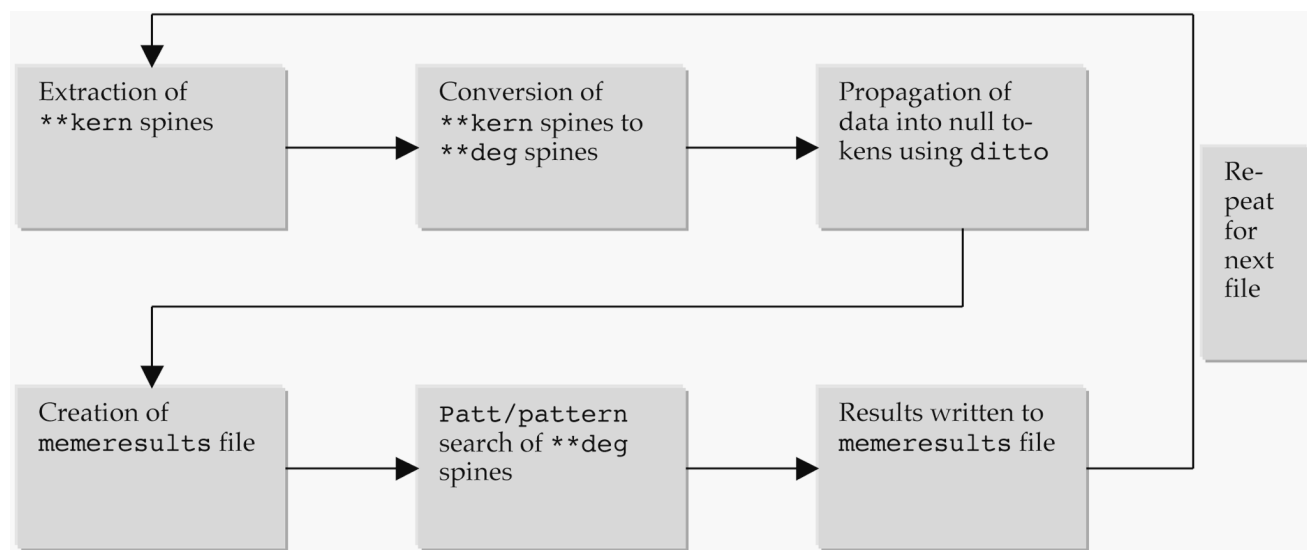 Extraction of
**kern spines
Conversion of
**kern spines to
**deg spines
Propagation of
data into null to-
kens using ditto
Re-
peat
for
next
file
Creation of
memeresults file
Patt/pattern
search of **deg
spines
Results written to
memeresults file